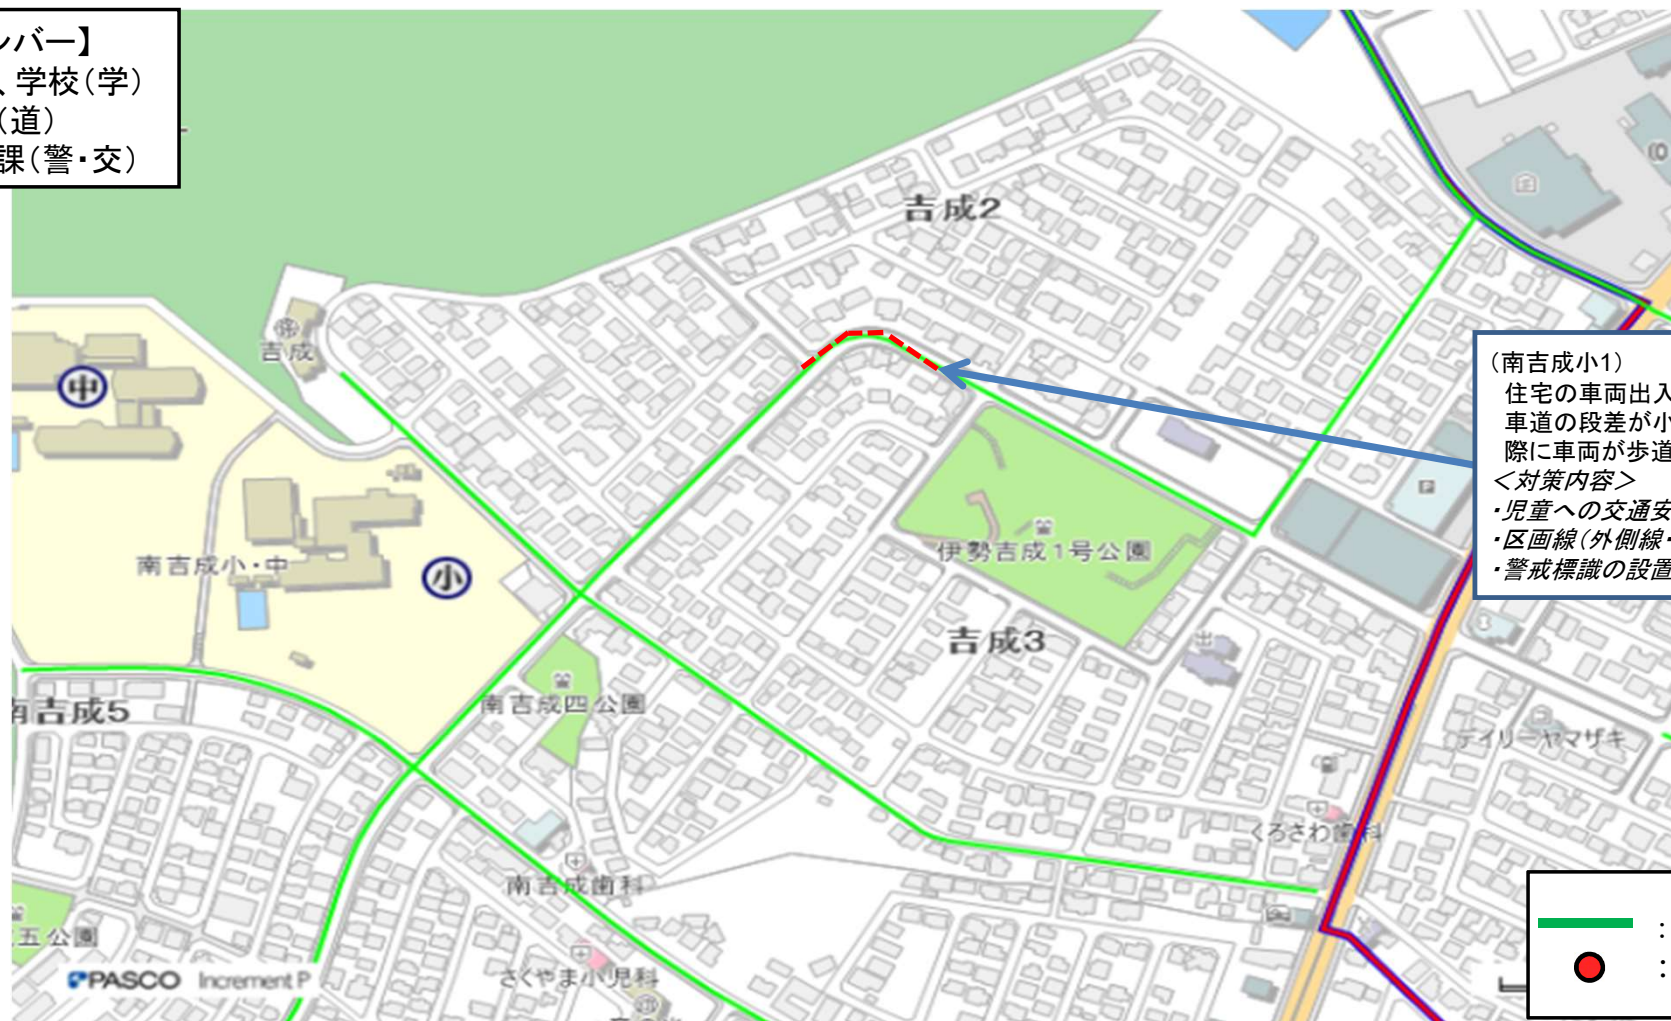 ンバー】
、学校(学)
(道)
課(警・交)
吉成2
吉成
中
(南吉成小1)
住宅の車両出入
車道の段差が小
際に車両が歩道
<対策内容>
・児童への交通安
・区画線(外側線・
・警戒標識の設置
伊勢吉成1号公園
南吉成小・中
小
吉成3
出
南吉成四公園
南吉成5
デイリーヤマザキ
くろさわ歯科
南吉成歯科
五公園
さくやま小児科
PASCO Increment P
:
: